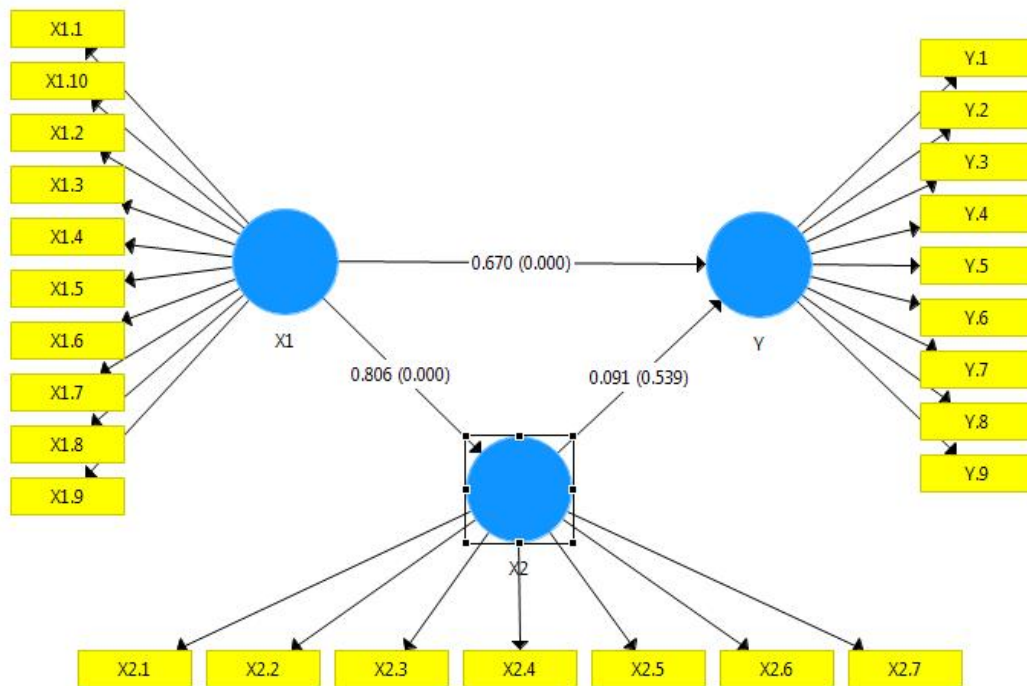 X1.1
X1.10
X1.2
X1.3
X1.4
X1.5
X1.6
X1.7
X1.8
X1.9
X1
0.670 (0.000)
0.806 (0.000)
0.091 (0.539)
Y
Y.1
Y.2
Y.3
Y.4
Y.5
Y.6
Y.7
Y.8
Y.9
X2
X2.1
X2.2
X2.3
X2.4
X2.5
X2.6
X2.7